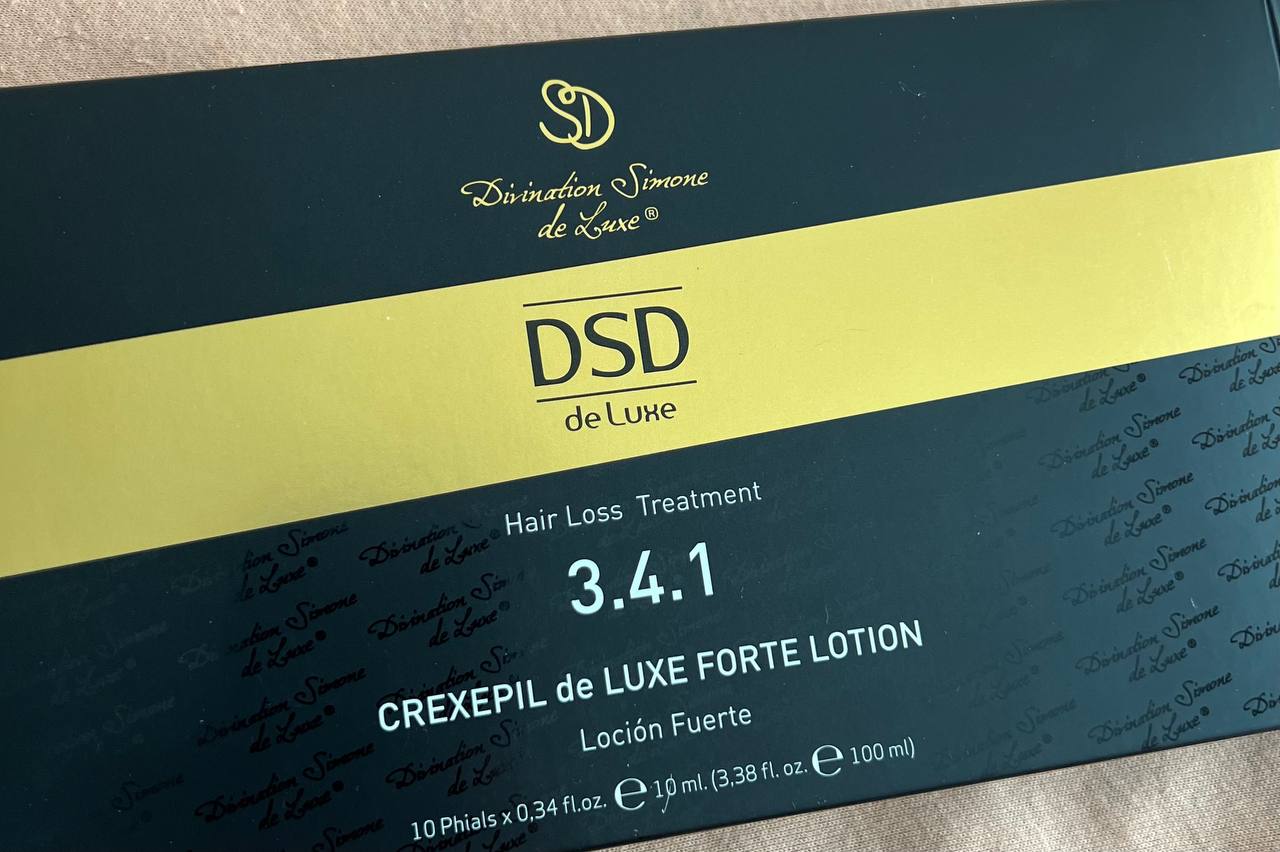 SD
Divination Simone
de Luxe®
DSD
de Luxe
Hair Loss Treatment
3.4.1
CREXEPIL de LUXE FORTE LOTION
Loción Fuerte
10 Phials x 0,34 fl.oz. ℮ 10 ml. (3,38 fl. oz. ℮ 100 ml)